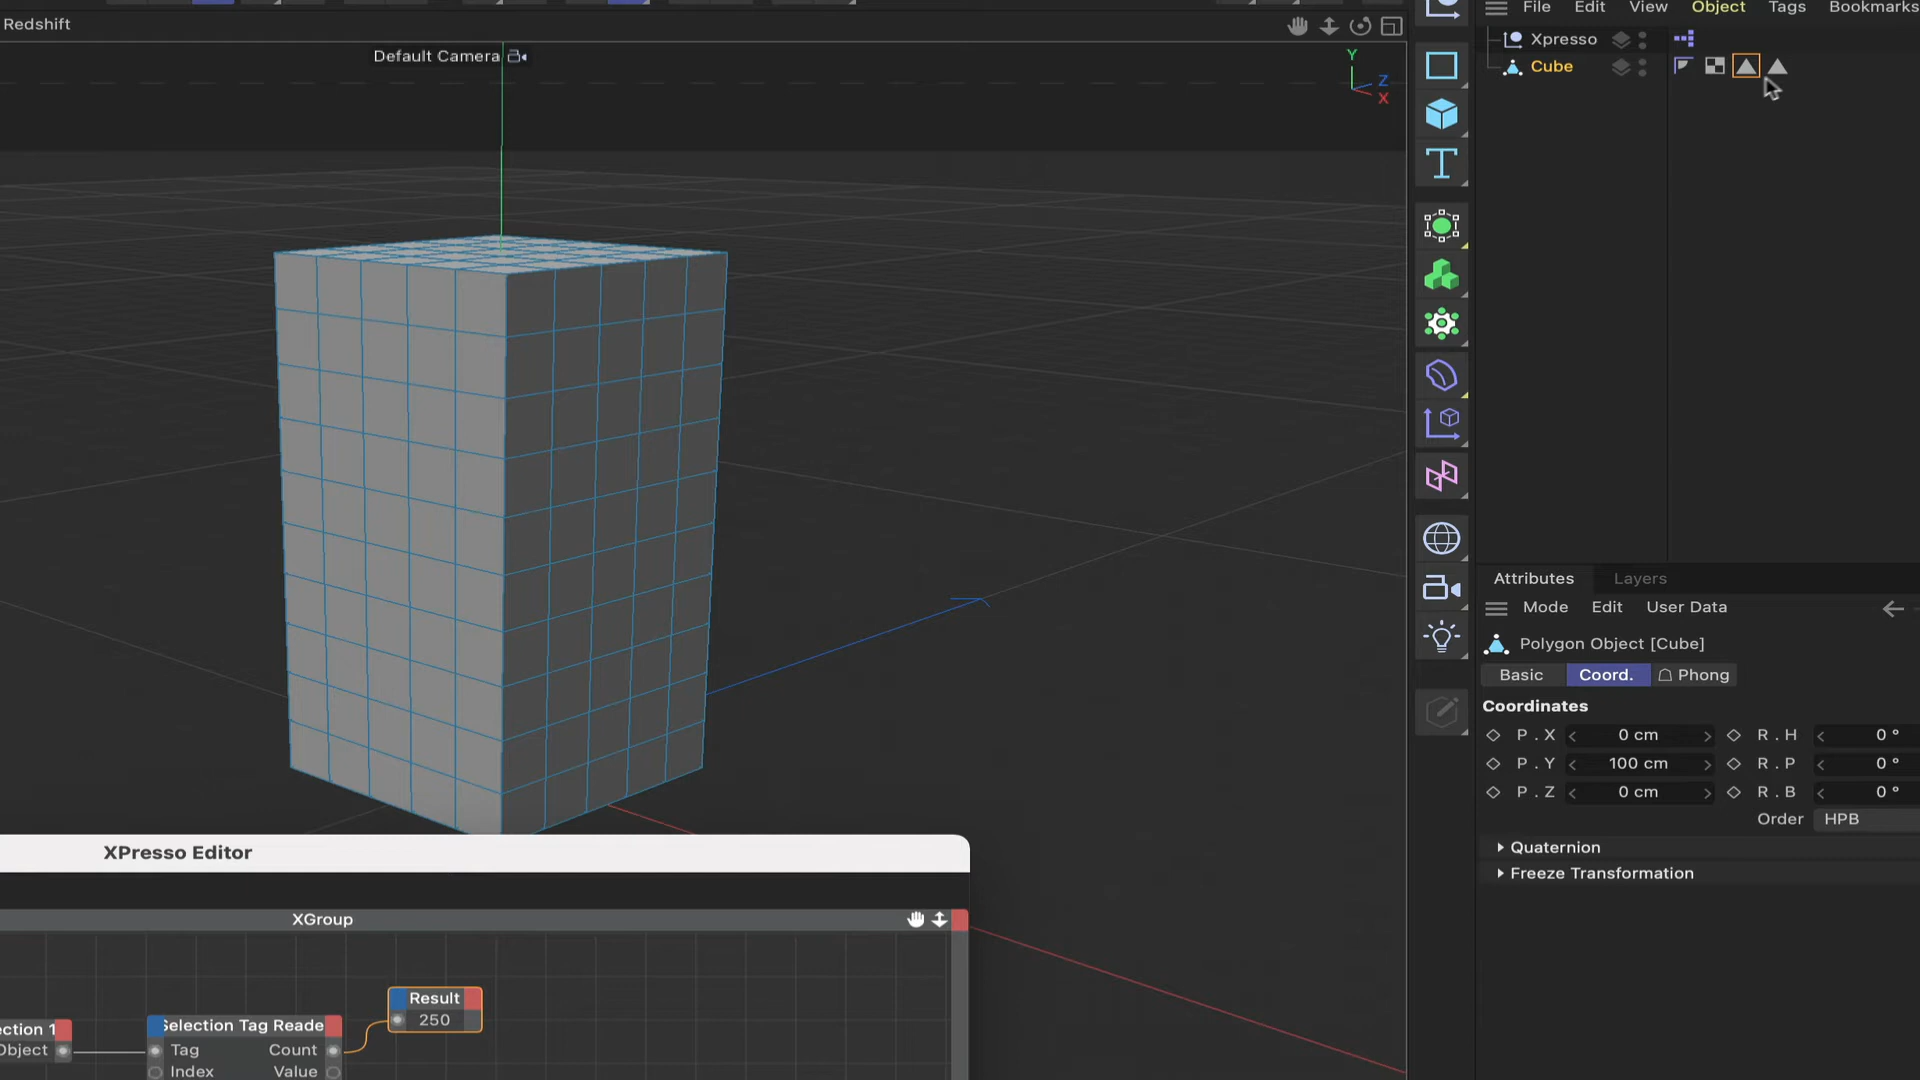 Redshift
Default Camera
Y
Z
X
File Edit View Object Tags Bookmarks
Xpresso
Cube
Attributes Layers
Mode Edit User Data
Polygon Object [Cube]
Basic Coord. Phong
Coordinates
P . X 0 cm R . H 0 °
P . Y 100 cm R . P 0 °
P . Z 0 cm R . B 0 °
Order HPB
Quaternion
Freeze Transformation
XPresso Editor
XGroup
Result
250
ection 1
Object
Selection Tag Reade
Tag Count
Index Value